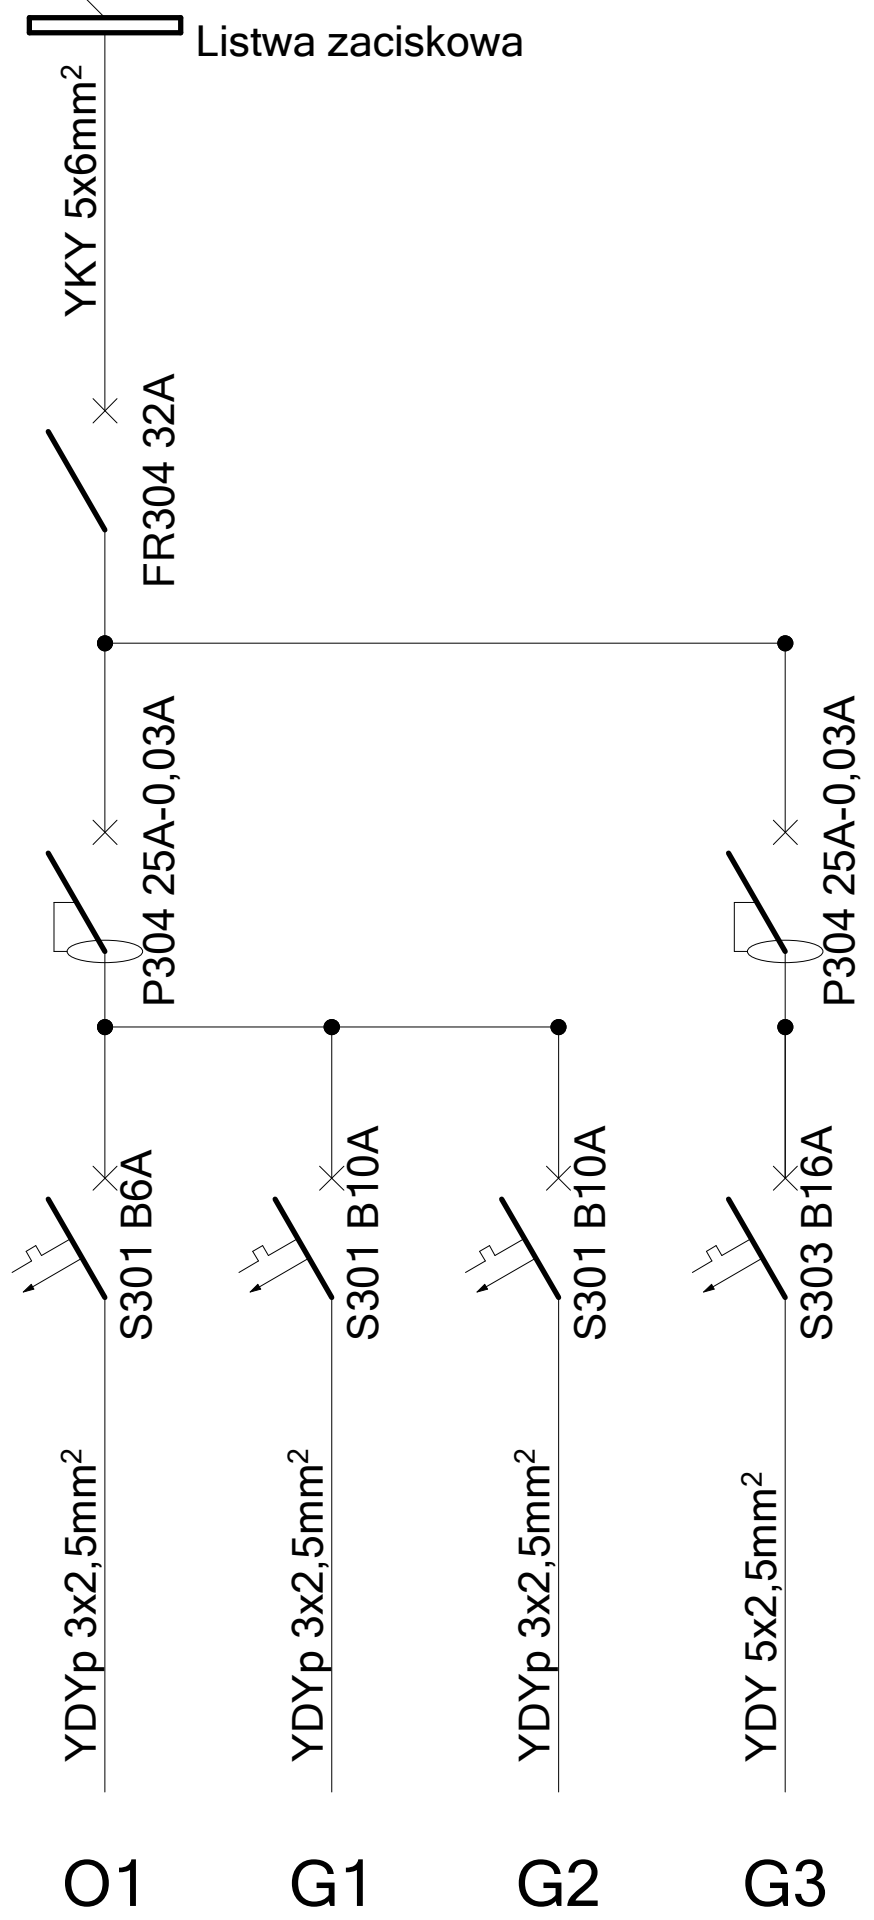 Listwa zaciskowa
YKY 5x6mm²
FR304 32A
P304 25A-0,03A
P304 25A-0,03A
S301 B6A
S301 B10A
S301 B10A
S303 B16A
YDYp 3x2,5mm²
YDYp 3x2,5mm²
YDYp 3x2,5mm²
YDY 5x2,5mm²
O1
G1
G2
G3